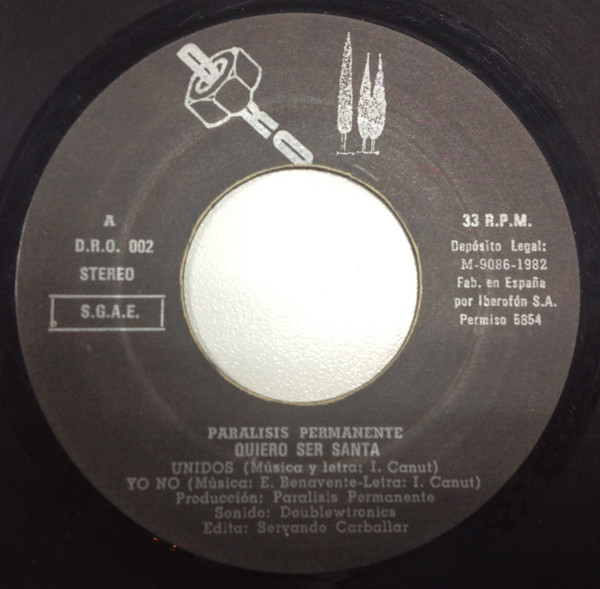 DRO
A
D.R.O. 002
STEREO
S.G.A.E.
33 R.P.M.
Depósito Legal:
M-9086-1982
Fab. en España
por Iberofón S.A.
Permiso 5854
PARALISIS PERMANENTE
QUIERO SER SANTA
UNIDOS (Música y letra: I. Canut)
YO NO (Música: E. Benavente-Letra: I. Canut)
Producción: Paralisis Permanente
Sonido: Doublewtronics
Edita: Servando Carballar